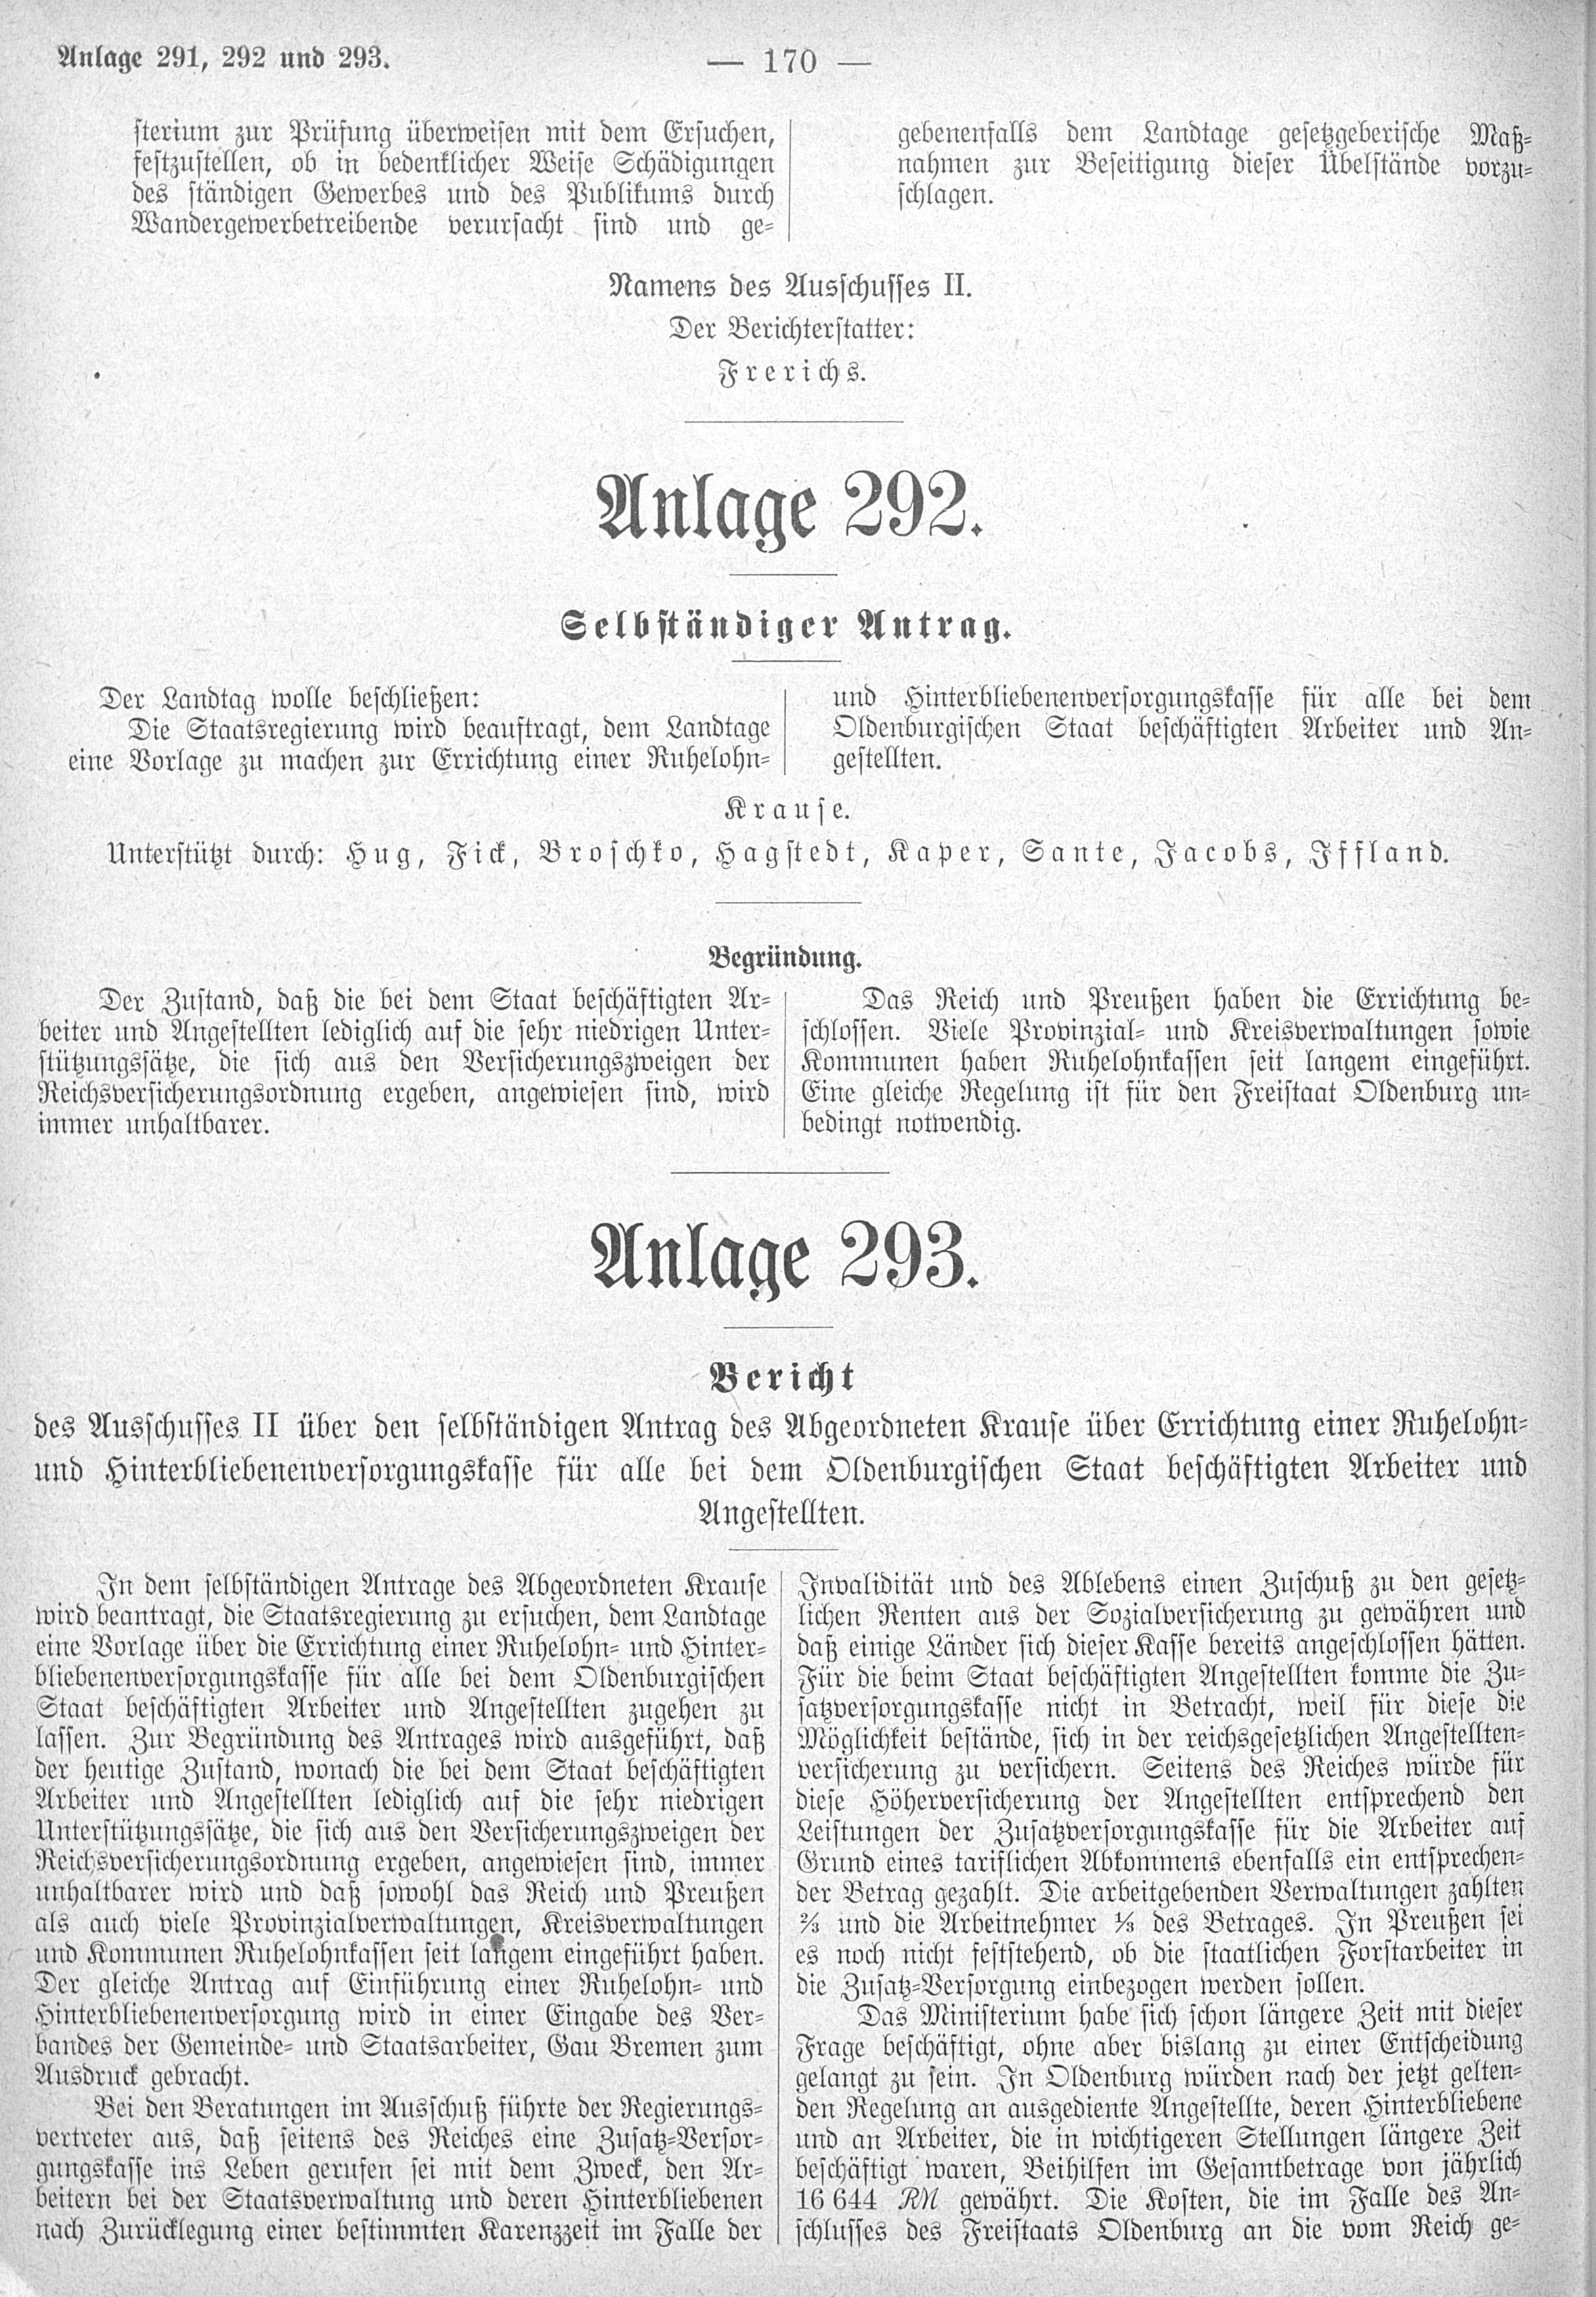 Anlage 291, 292 und 293.
— 170 —
sterium zur Prüfung überweisen mit dem Ersuchen,
festzustellen, ob in bedenklicher Weise Schädigungen
des ständigen Gewerbes und des Publikums durch
Wandergewerbetreibende verursacht sind und ge-
gebenenfalls dem Landtage gesetzgeberische Maß-
nahmen zur Beseitigung dieser Übelstände vorzu-
schlagen.
Namens des Ausschusses II.
Der Berichterstatter:
Frerichs.
Anlage 292.
Selbständiger Antrag.
Der Landtag wolle beschließen:
Die Staatsregierung wird beauftragt, dem Landtage
eine Vorlage zu machen zur Errichtung einer Ruhelohn-
und Hinterbliebenenversorgungskasse für alle bei dem
Oldenburgischen Staat beschäftigten Arbeiter und An-
gestellten.
Krause.
Unterstützt durch: Hug, Fick, Broschko, Hagstedt, Kaper, Sante, Jacobs, Iffland.
Begründung.
Der Zustand, daß die bei dem Staat beschäftigten Ar-
beiter und Angestellten lediglich auf die sehr niedrigen Unter-
stützungssätze, die sich aus den Versicherungszweigen der
Reichsversicherungsordnung ergeben, angewiesen sind, wird
immer unhaltbarer.
Das Reich und Preußen haben die Errichtung be-
schlossen. Viele Provinzial- und Kreisverwaltungen sowie
Kommunen haben Ruhelohnkassen seit langem eingeführt.
Eine gleiche Regelung ist für den Freistaat Oldenburg un-
bedingt notwendig.
Anlage 293.
Bericht
des Ausschusses II über den selbständigen Antrag des Abgeordneten Krause über Errichtung einer Ruhelohn-
und Hinterbliebenenversorgungskasse für alle bei dem Oldenburgischen Staat beschäftigten Arbeiter und
Angestellten.
In dem selbständigen Antrage des Abgeordneten Krause
wird beantragt, die Staatsregierung zu ersuchen, dem Landtage
eine Vorlage über die Errichtung einer Ruhelohn- und Hinter-
bliebenenversorgungskasse für alle bei dem Oldenburgischen
Staat beschäftigten Arbeiter und Angestellten zugehen zu
lassen. Zur Begründung des Antrages wird ausgeführt, daß
der heutige Zustand, wonach die bei dem Staat beschäftigten
Arbeiter und Angestellten lediglich auf die sehr niedrigen
Unterstützungssätze, die sich aus den Versicherungszweigen der
Reichsversicherungsordnung ergeben, angewiesen sind, immer
unhaltbarer wird und daß sowohl das Reich und Preußen
als auch viele Provinzialverwaltungen, Kreisverwaltungen
und Kommunen Ruhelohnkassen seit langem eingeführt haben.
Der gleiche Antrag auf Einführung einer Ruhelohn- und
Hinterbliebenenversorgung wird in einer Eingabe des Ver-
bandes der Gemeinde- und Staatsarbeiter, Gau Bremen zum
Ausdruck gebracht.
Bei den Beratungen im Ausschuß führte der Regierungs-
vertreter aus, daß seitens des Reiches eine Zusatz-Versor-
gungskasse ins Leben gerufen sei mit dem Zweck, den Ar-
beitern bei der Staatsverwaltung und deren Hinterbliebenen
nach Zurücklegung einer bestimmten Karenzzeit im Falle der
Invalidität und des Ablebens einen Zuschuß zu den gesetz-
lichen Renten aus der Sozialversicherung zu gewähren und
daß einige Länder sich dieser Kasse bereits angeschlossen hätten.
Für die beim Staat beschäftigten Angestellten komme die Zu-
satzversorgungskasse nicht in Betracht, weil für diese die
Möglichkeit bestände, sich in der reichsgesetzlichen Angestellten-
versicherung zu versichern. Seitens des Reiches würde für
diese Höherversicherung der Angestellten entsprechend den
Leistungen der Zusatzversorgungskasse für die Arbeiter auf
Grund eines tariflichen Abkommens ebenfalls ein entsprechen-
der Betrag gezahlt. Die arbeitgebenden Verwaltungen zahlten
⅔ und die Arbeitnehmer ⅓ des Betrages. In Preußen sei
es noch nicht feststehend, ob die staatlichen Forstarbeiter in
die Zusatz-Versorgung einbezogen werden sollen.
Das Ministerium habe sich schon längere Zeit mit dieser
Frage beschäftigt, ohne aber bislang zu einer Entscheidung
gelangt zu sein. In Oldenburg würden nach der jetzt gelten-
den Regelung an ausgediente Angestellte, deren Hinterbliebene
und an Arbeiter, die in wichtigeren Stellungen längere Zeit
beschäftigt waren, Beihilfen im Gesamtbetrage von jährlich
16 644 RM gewährt. Die Kosten, die im Falle des An-
schlusses des Freistaats Oldenburg an die vom Reich ge-